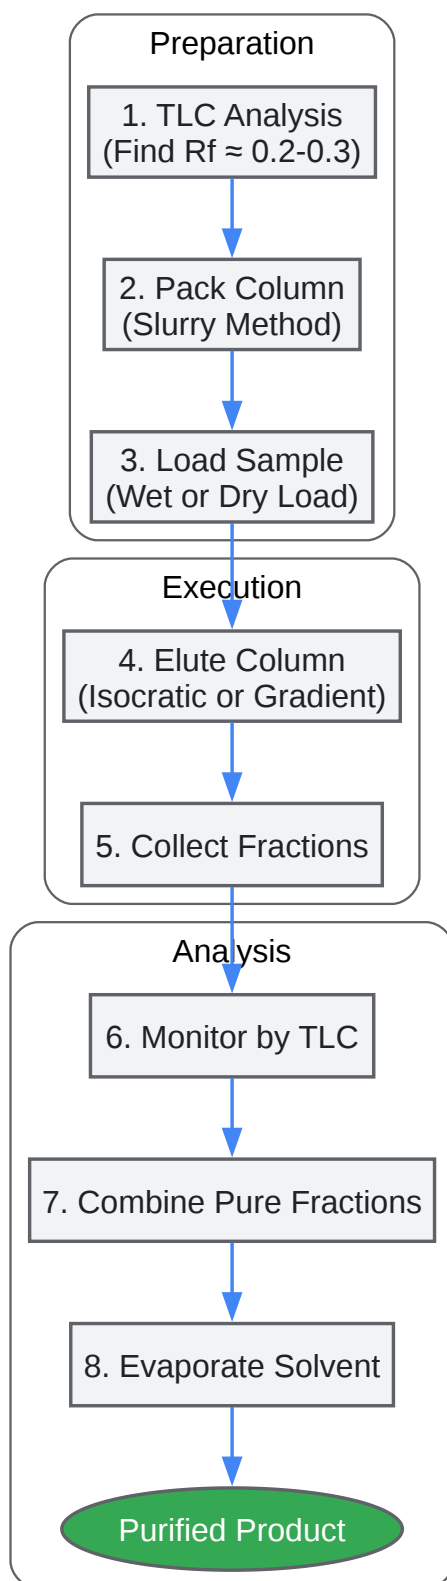 Preparation
1. TLC Analysis
(Find Rf ≈ 0.2-0.3)
2. Pack Column
(Slurry Method)
3. Load Sample
(Wet or Dry Load)
Execution
4. Elute Column
(Isocratic or Gradient)
5. Collect Fractions
Analysis
6. Monitor by TLC
7. Combine Pure Fractions
8. Evaporate Solvent
Purified Product